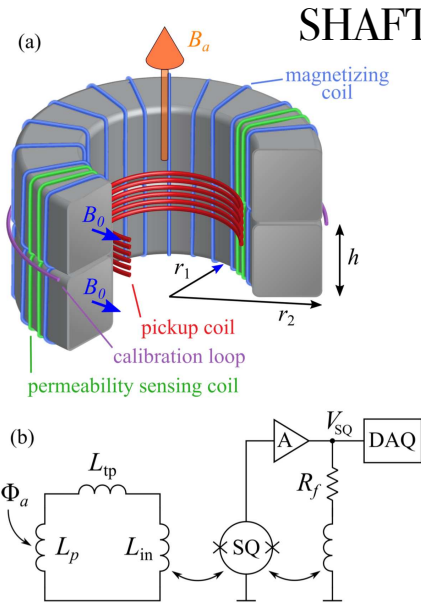 SHAFT
(a)
B_a
magnetizing
coil
B_0
B_0
r_1
h
r_2
pickup coil
calibration loop
permeability sensing coil
(b)
V_SQ
A
DAQ
L_tp
Φ_a
R_f
L_p
L_in
SQ